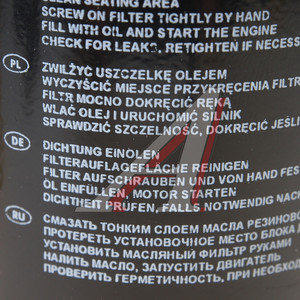 CLEAN SEATING AREA
SCREW ON FILTER TIGHTLY BY HAND
FILL WITH OIL AND START THE ENGINE
CHECK FOR LEAKS, RETIGHTEN IF NECESS
PL
ZWILŻYĆ USZCZELKĘ OLEJEM
WYCZYŚCIĆ MIEJSCE PRZYKRĘCENIA FILTR
FILTR MOCNO DOKRĘCIĆ RĘKĄ
WLAĆ OLEJ I URUCHOMIĆ SILNIK
SPRAWDZIĆ SZCZELNOŚĆ, DOKRĘCIĆ JEŚLI
DE
DICHTUNG EINÖLEN
FILTERAUFLAGEFLÄCHE REINIGEN
FILTER AUFSCHRAUBEN UND VON HAND FES
ÖL EINFÜLLEN, MOTOR STARTEN
DICHTHEIT PRÜFEN, FALLS NOTWENDIG NACH
RU
СМАЗАТЬ ТОНКИМ СЛОЕМ МАСЛА РЕЗИНОВ
ПРОТЕРЕТЬ УСТАНОВОЧНОЕ МЕСТО БЛОКА Д
УСТАНОВИТЬ МАСЛЯНЫЙ ФИЛЬТР РУКАМИ
НАЛИТЬ МАСЛО, ЗАПУСТИТЬ ДВИГАТЕЛЬ
ПРОВЕРИТЬ ГЕРМЕТИЧНОСТЬ, ПРИ НЕОБХОД